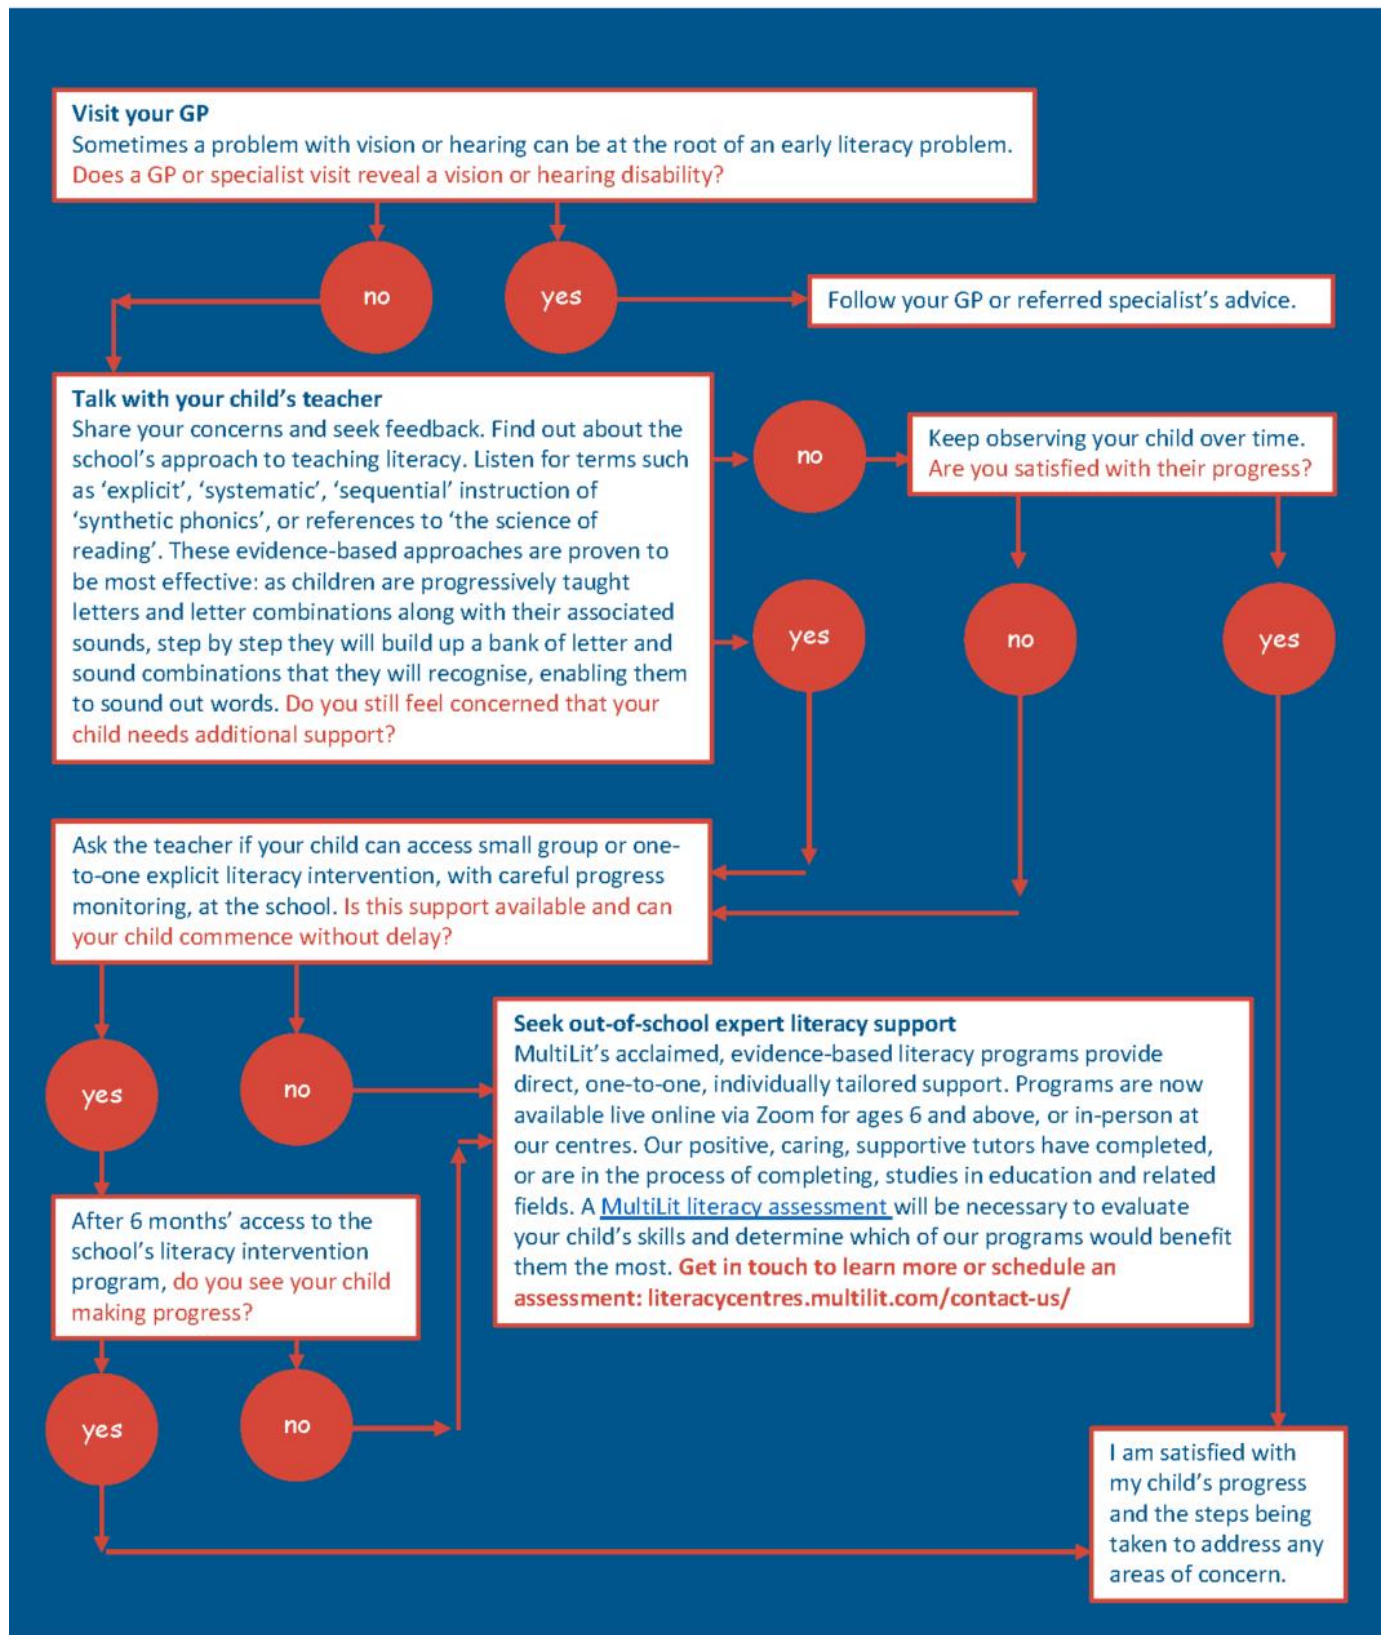 Visit your GP
Sometimes a problem with vision or hearing can be at the root of an early literacy problem.
Does a GP or specialist visit reveal a vision or hearing disability?
no
yes
Follow your GP or referred specialist’s advice.
Talk with your child’s teacher
Share your concerns and seek feedback. Find out about the
school’s approach to teaching literacy. Listen for terms such
as ‘explicit’, ‘systematic’, ‘sequential’ instruction of
‘synthetic phonics’, or references to ‘the science of
reading’. These evidence-based approaches are proven to
be most effective: as children are progressively taught
letters and letter combinations along with their associated
sounds, step by step they will build up a bank of letter and
sound combinations that they will recognise, enabling them
to sound out words. Do you still feel concerned that your
child needs additional support?
no
Keep observing your child over time.
Are you satisfied with their progress?
yes
no
yes
Ask the teacher if your child can access small group or one-
to-one explicit literacy intervention, with careful progress
monitoring, at the school. Is this support available and can
your child commence without delay?
yes
no
Seek out-of-school expert literacy support
MultiLit’s acclaimed, evidence-based literacy programs provide
direct, one-to-one, individually tailored support. Programs are now
available live online via Zoom for ages 6 and above, or in-person at
our centres. Our positive, caring, supportive tutors have completed,
or are in the process of completing, studies in education and related
fields. A MultiLit literacy assessment will be necessary to evaluate
your child’s skills and determine which of our programs would benefit
them the most. Get in touch to learn more or schedule an
assessment: literacycentres.multilit.com/contact-us/
After 6 months’ access to the
school’s literacy intervention
program, do you see your child
making progress?
yes
no
I am satisfied with
my child’s progress
and the steps being
taken to address any
areas of concern.